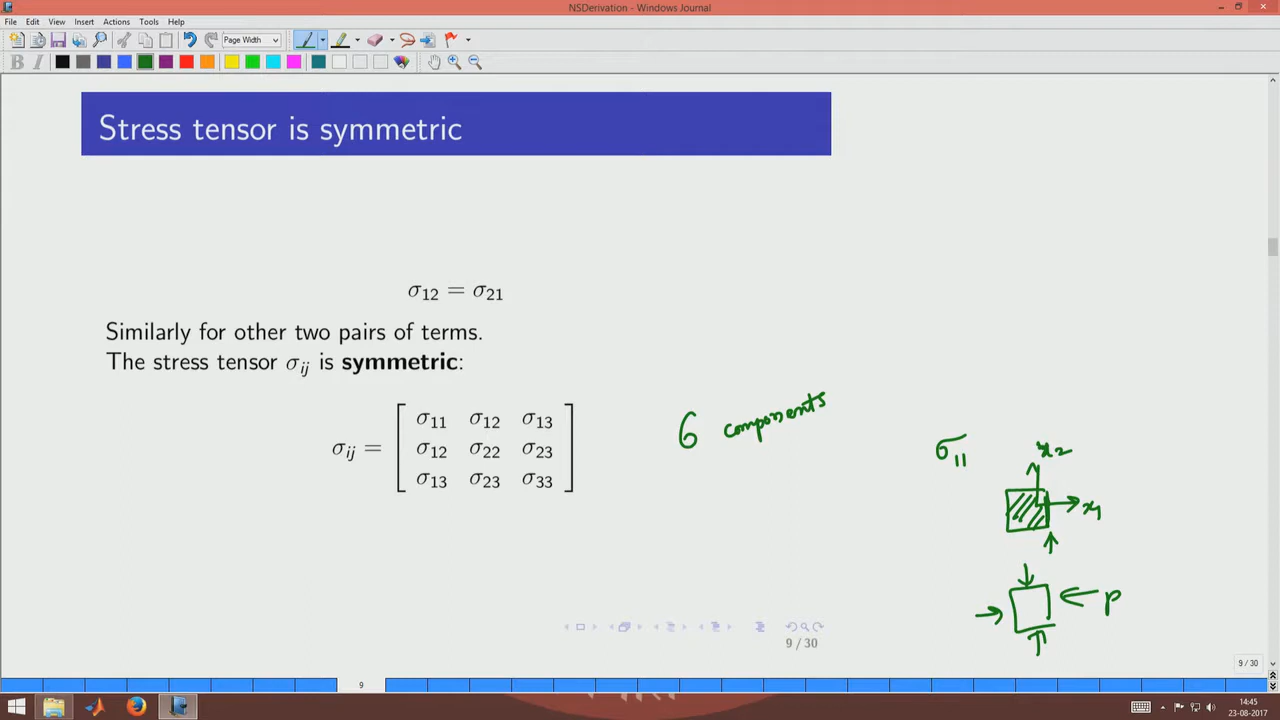 NSDerivation - Windows Journal
File Edit View Insert Actions Tools Help
Page Width
B I
Stress tensor is symmetric
σ12 = σ21
Similarly for other two pairs of terms.
The stress tensor σij is symmetric:
σij = [ σ11 σ12 σ13
σ12 σ22 σ23
σ13 σ23 σ33 ]
6 components
σ11
x2
x1
P
9 / 30
9 / 30
9
14:45
23-08-2017